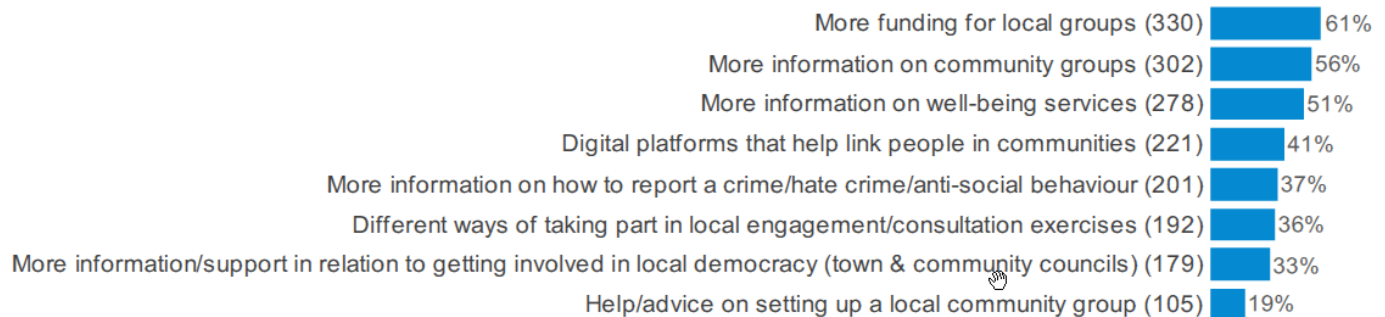 More funding for local groups (330) 61%
More information on community groups (302) 56%
More information on well-being services (278) 51%
Digital platforms that help link people in communities (221) 41%
More information on how to report a crime/hate crime/anti-social behaviour (201) 37%
Different ways of taking part in local engagement/consultation exercises (192) 36%
More information/support in relation to getting involved in local democracy (town & community councils) (179) 33%
Help/advice on setting up a local community group (105) 19%